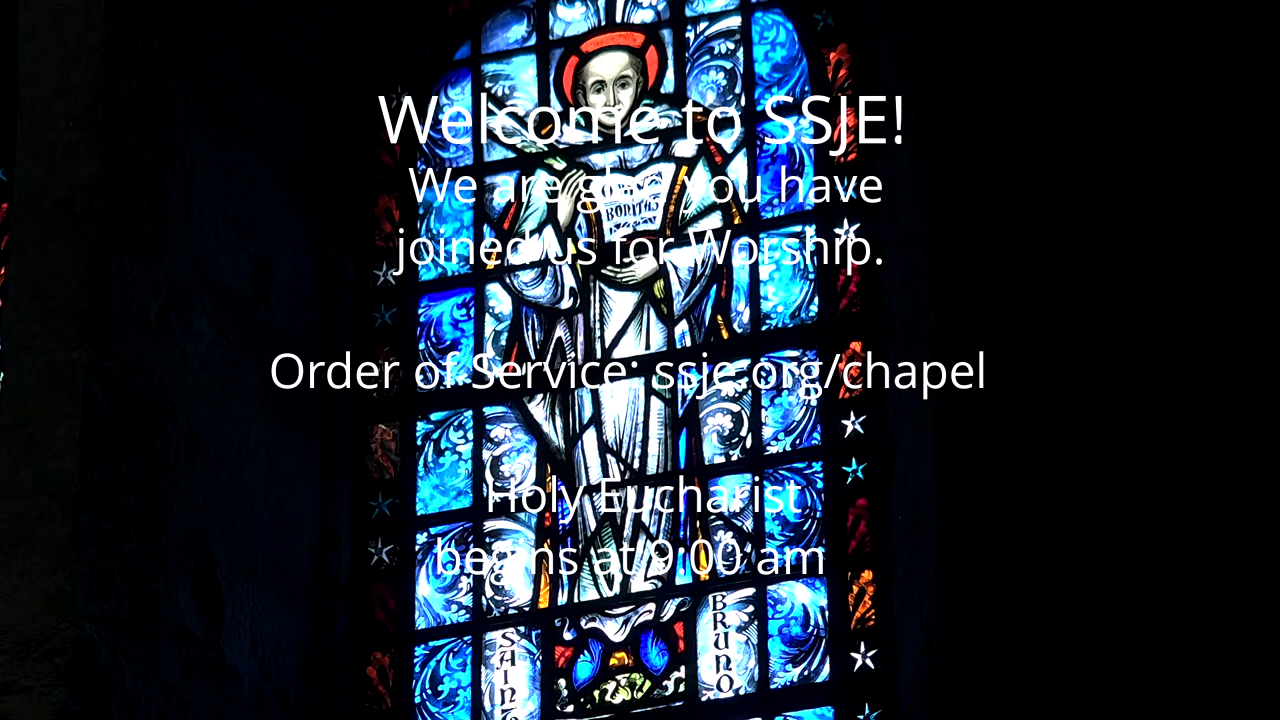 Welcome to SSJE!
We are glad you have
joined us for Worship.
BONITAS
Order of Service: ssje.org/chapel
Holy Eucharist
begins at 9:00 am
SAINT
BRUNO